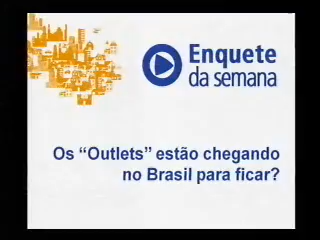 Enquete
da semana
Os “Outlets” estão chegando
no Brasil para ficar?